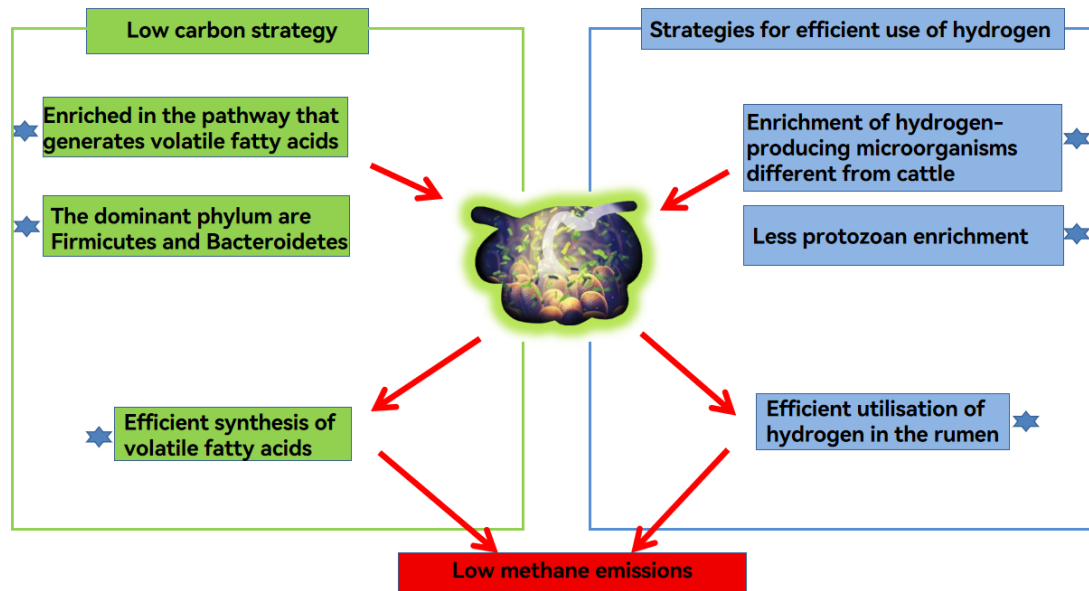 Low carbon strategy
Enriched in the pathway that
generates volatile fatty acids
The dominant phylum are
Firmicutes and Bacteroidetes
Efficient synthesis of
volatile fatty acids
Strategies for efficient use of hydrogen
Enrichment of hydrogen-
producing microorganisms
different from cattle
Less protozoan enrichment
Efficient utilisation of
hydrogen in the rumen
Low methane emissions